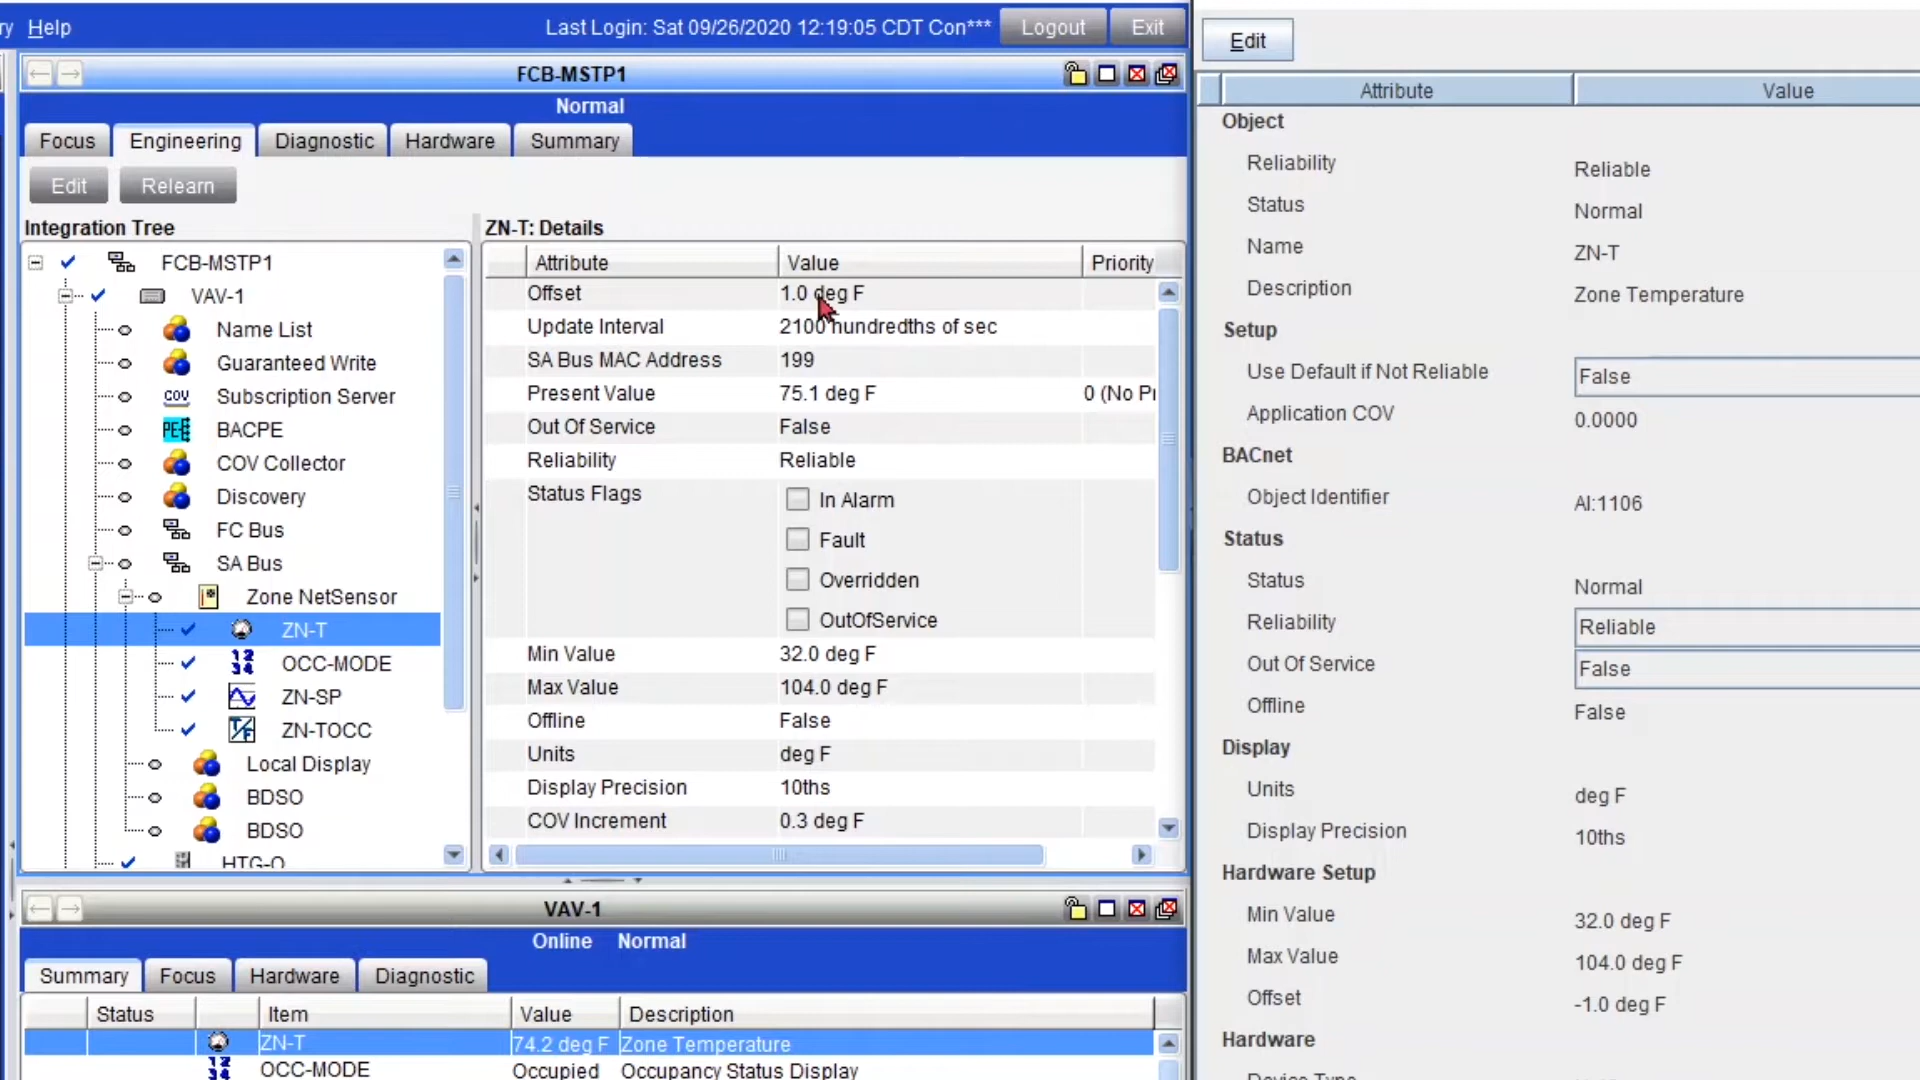 ry Help
Last Login: Sat 09/26/2020 12:19:05 CDT Con*** Logout Exit
FCB-MSTP1
Normal
Focus Engineering Diagnostic Hardware Summary
Edit Relearn
Integration Tree
FCB-MSTP1
VAV-1
Name List
Guaranteed Write
COV Subscription Server
BACPE
COV Collector
Discovery
FC Bus
SA Bus
Zone NetSensor
ZN-T
OCC-MODE
ZN-SP
T/F ZN-TOCC
Local Display
BDSO
BDSO
HTG-O
ZN-T: Details
Attribute Value Priority
Offset 1.0 deg F
Update Interval 2100 hundredths of sec
SA Bus MAC Address 199
Present Value 75.1 deg F 0 (No Pr
Out Of Service False
Reliability Reliable
Status Flags In Alarm
Fault
Overridden
OutOfService
Min Value 32.0 deg F
Max Value 104.0 deg F
Offline False
Units deg F
Display Precision 10ths
COV Increment 0.3 deg F
VAV-1
Online Normal
Summary Focus Hardware Diagnostic
Status Item Value Description
ZN-T 74.2 deg F Zone Temperature
OCC-MODE Occupied Occupancy Status Display
Edit
Attribute Value
Object
Reliability Reliable
Status Normal
Name ZN-T
Description Zone Temperature
Setup
Use Default if Not Reliable False
Application COV 0.0000
BACnet
Object Identifier AI:1106
Status
Status Normal
Reliability Reliable
Out Of Service False
Offline False
Display
Units deg F
Display Precision 10ths
Hardware Setup
Min Value 32.0 deg F
Max Value 104.0 deg F
Offset -1.0 deg F
Hardware
Device Type